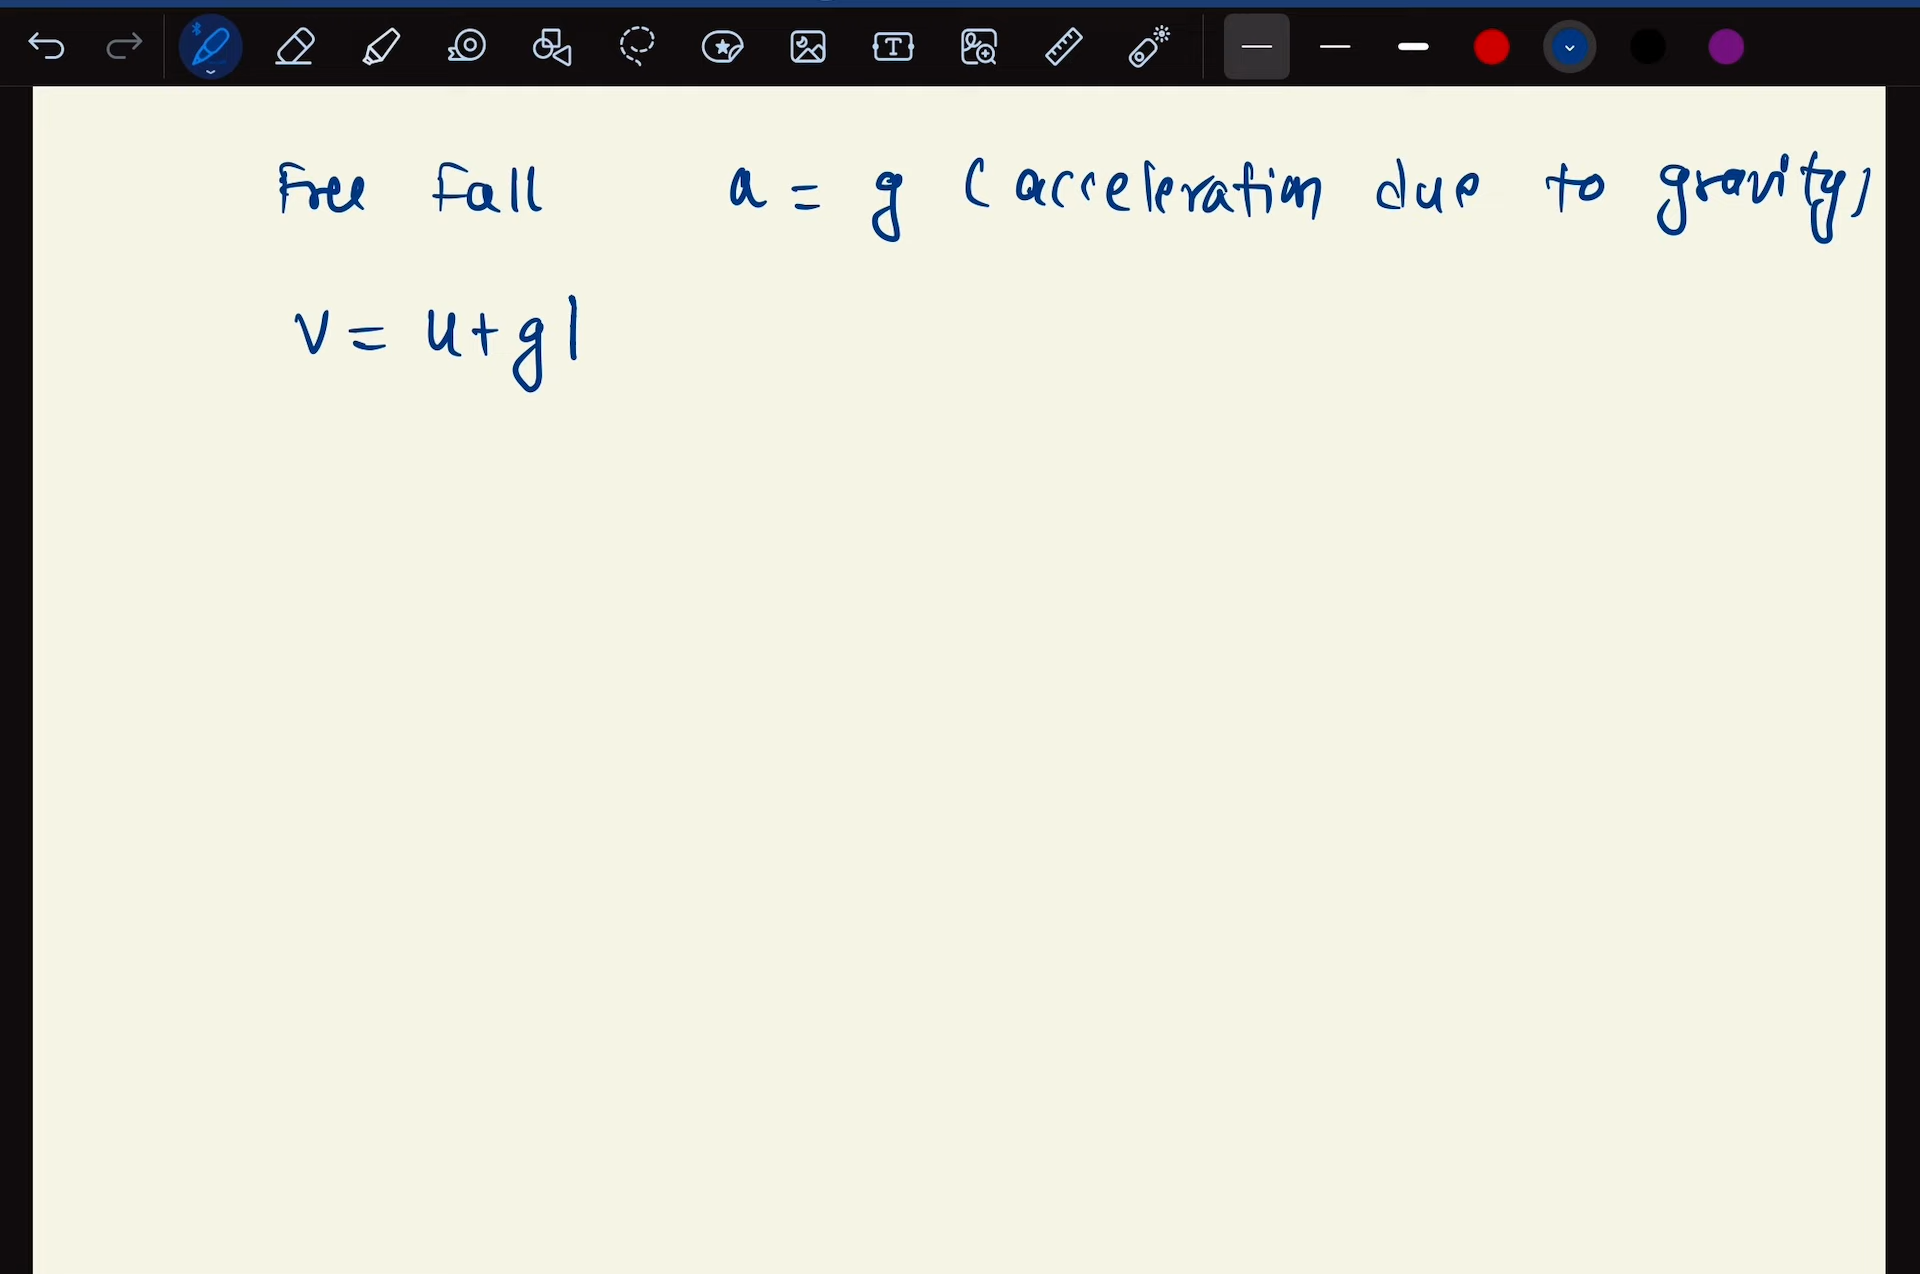 Free Fall a = g (acceleration due to gravity)
v = u + g|